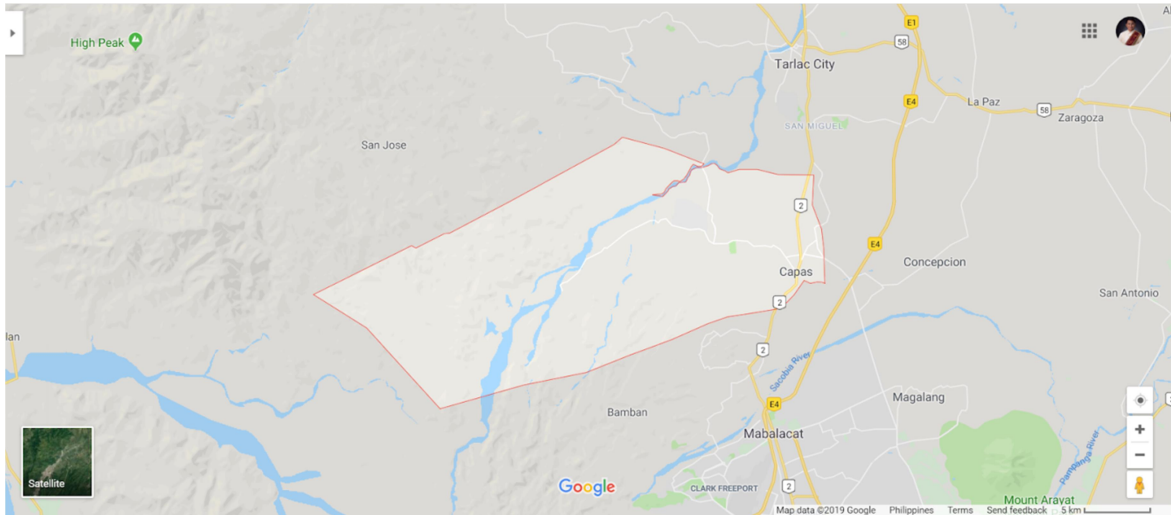 High Peak
E1
58
Tarlac City
E4
La Paz
58
Zaragoza
SAN MIGUEL
San Jose
2
E4
Concepcion
Capas
San Antonio
2
2
Sacobia River
Magalang
E4
Bamban
Mabalacat
Pampanga River
Satellite
Google
CLARK FREEPORT
2
Mount Arayat
Map data ©2019 Google Philippines Terms Send feedback 5 km